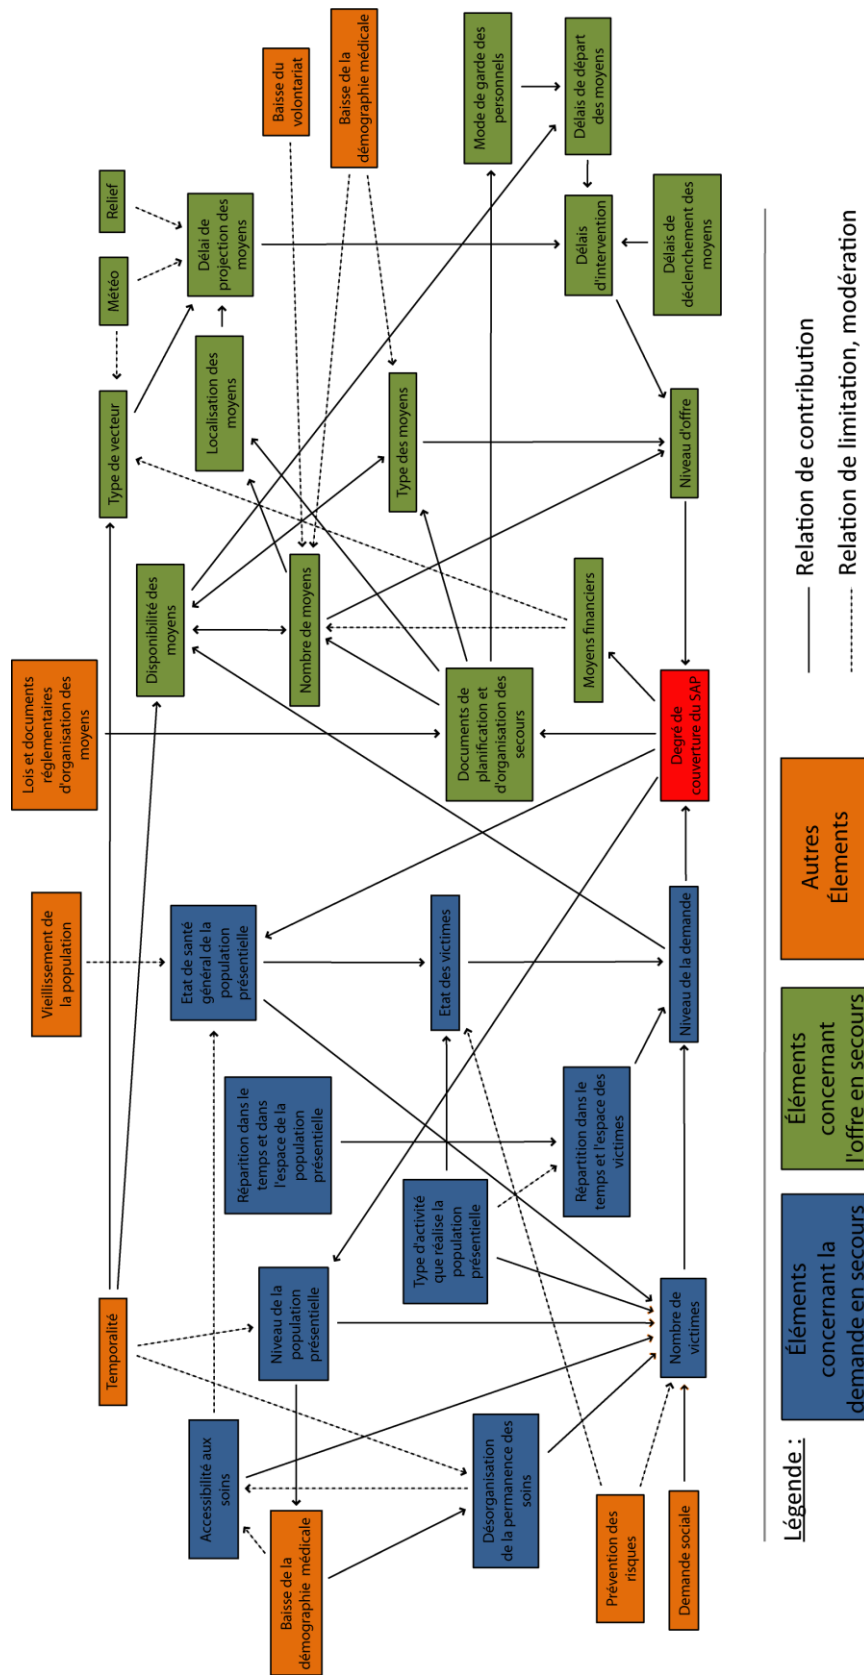 Temporalité
Vieillissement de
la population
Lois et documents
réglementaires
d'organisation des
moyens
Type de vecteur
Météo
Relief
Accessibilité aux
soins
Etat de santé
général de la
population
présentielle
Disponibilité des
moyens
Localisation des
moyens
Délai de
projection des
moyens
Baisse du
volontariat
Baisse de la
démographie médicale
Niveau de la
population
présentielle
Répartition dans le
temps et dans
l'espace de la
population
présentielle
Nombre de moyens
Baisse de la
démographie médicale
Désorganisation
de la permanence des
soins
Type d'activité
que réalise la
population
présentielle
Etat des victimes
Documents de
planification et
d'organisation des
secours
Type des moyens
Mode de garde des
personnels
Prévention des
risques
Répartition dans le
temps et l'espace des
victimes
Moyens financiers
Délais
d'intervention
Délais de départ
des moyens
Demande sociale
Nombre de
victimes
Niveau de la demande
Degré de
couverture du SAP
Niveau d'offre
Délais de
déclenchement des
moyens
Légende :
Éléments
concernant la
demande en secours
Éléments
concernant
l'offre en secours
Autres
Élements
Relation de contribution
Relation de limitation, modération